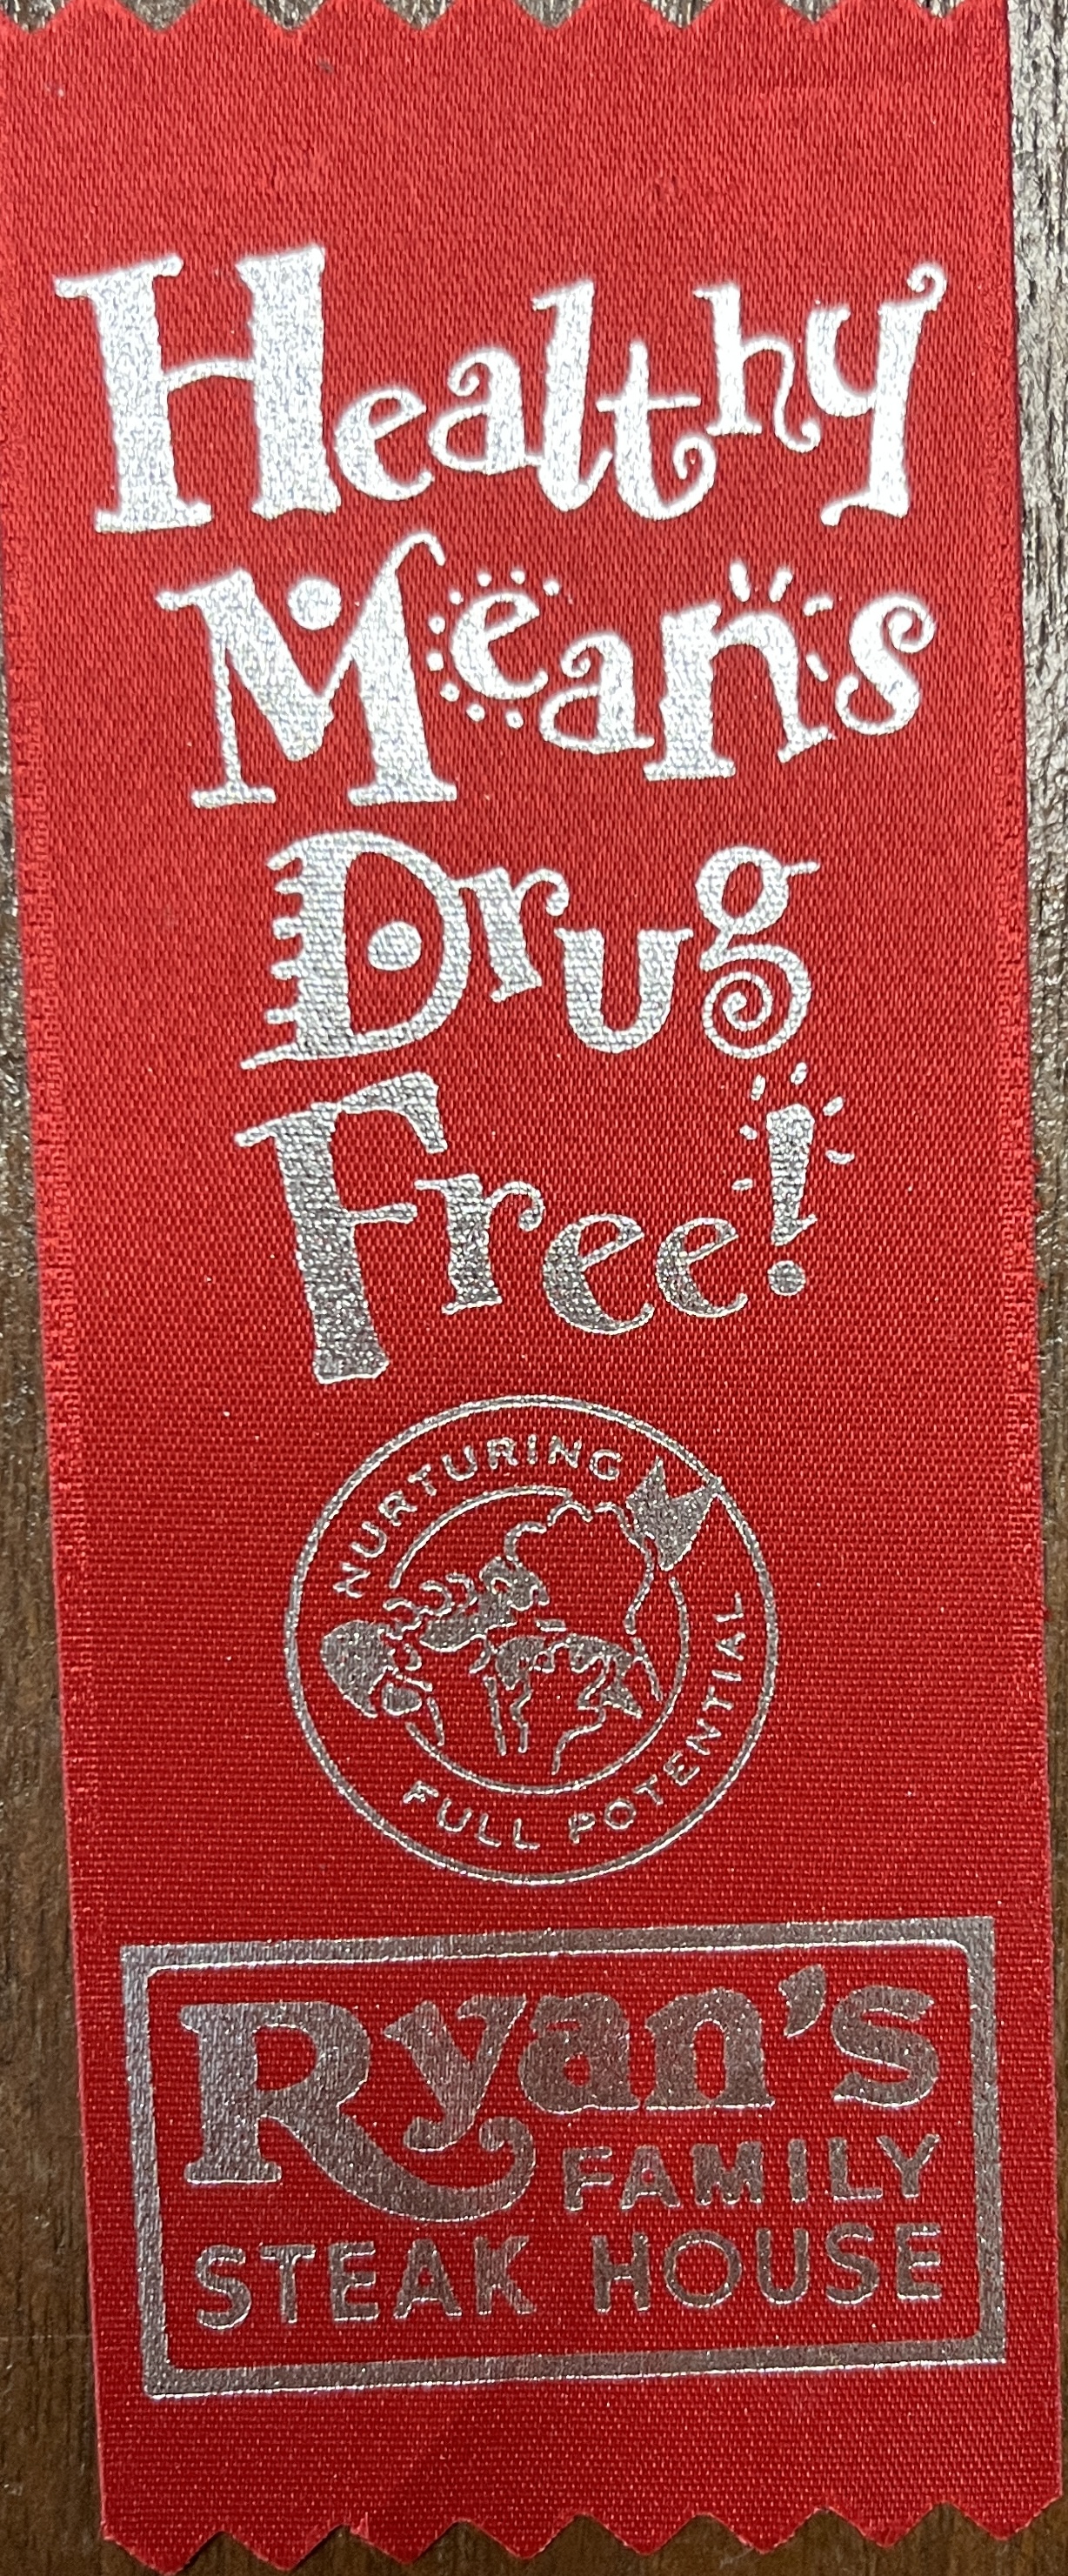 Healthy
Means
Drug
Free!
NURTURING
FULL POTENTIAL
Ryan's
FAMILY
STEAK HOUSE